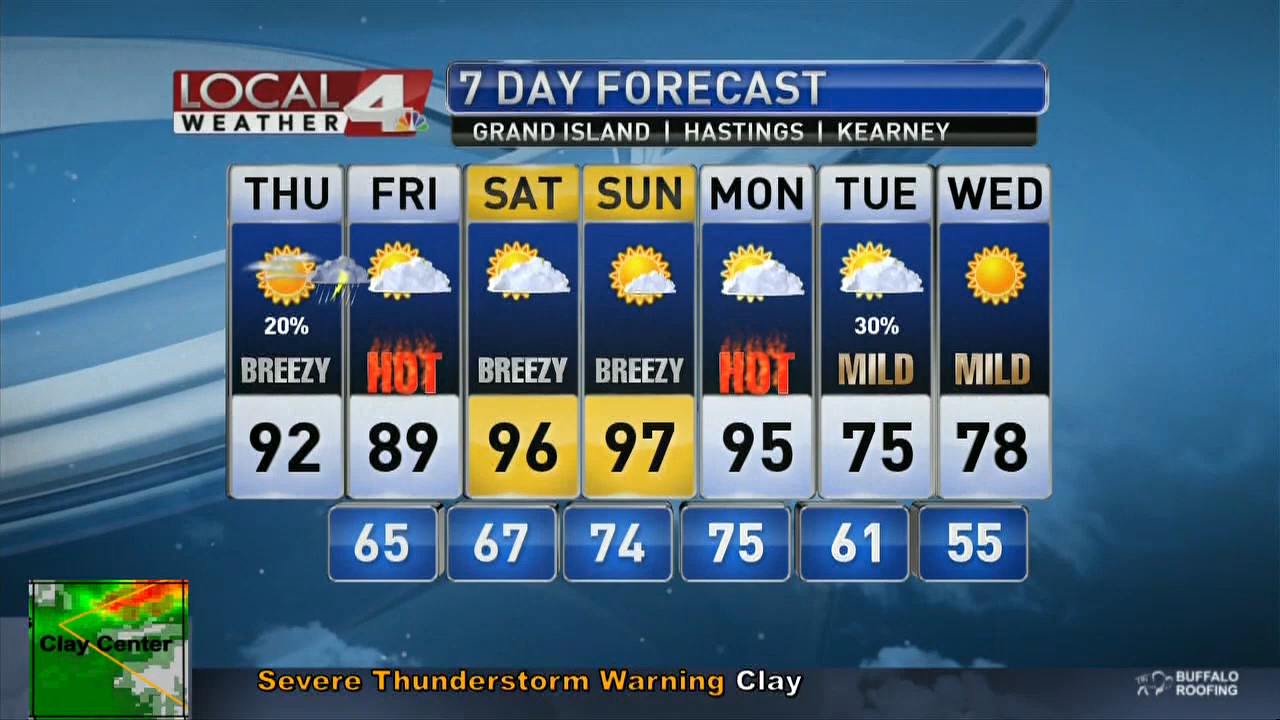 LOCAL 4
WEATHER
7 DAY FORECAST
GRAND ISLAND | HASTINGS | KEARNEY
THU FRI SAT SUN MON TUE WED
20% 30%
BREEZY HOT BREEZY BREEZY HOT MILD MILD
92 89 96 97 95 75 78
65 67 74 75 61 55
Clay Center
Severe Thunderstorm Warning Clay
THE BUFFALO
ROOFING